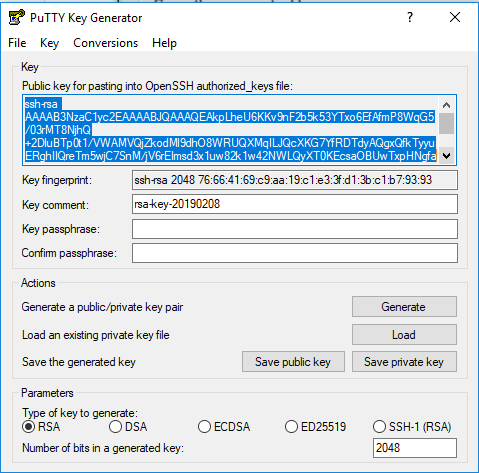 PuTTY Key Generator
?
File Key Conversions Help
Key
Public key for pasting into OpenSSH authorized_keys file:
ssh-rsa
AAAAB3NzaC1yc2EAAAABJQAAAQEAkpLheU6KKv9nF2b5k53YTxo6EfAfmP8WqG5
/03rMT8NjhQ
+2DluBTp0t1/VWAMVQjZkodMI9dhO8WRUQXMqILJQcXKG7YfRDTdyAQgxQfkTyyu
ERghIlQreTm5wjC7SnM/jV6rElmsd3x1uw82k1w42NWLQyXT0KEcsaOBUwTxpHNgfa
Key fingerprint: ssh-rsa 2048 76:66:41:69:c9:aa:19:c1:e3:3f:d1:3b:c1:b7:93:93
Key comment: rsa-key-20190208
Key passphrase:
Confirm passphrase:
Actions
Generate a public/private key pair Generate
Load an existing private key file Load
Save the generated key Save public key Save private key
Parameters
Type of key to generate:
RSA DSA ECDSA ED25519 SSH-1 (RSA)
Number of bits in a generated key: 2048